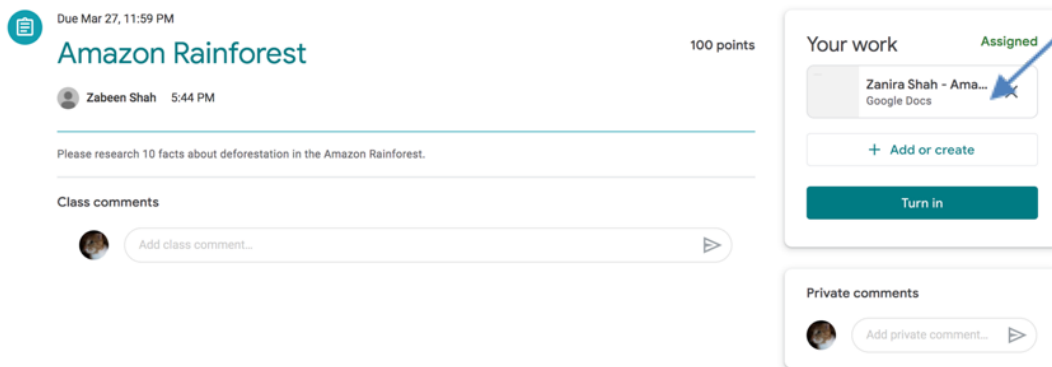 Due Mar 27, 11:59 PM
Amazon Rainforest
100 points
Zabeen Shah 5:44 PM
Please research 10 facts about deforestation in the Amazon Rainforest.
Class comments
Add class comment...
Your work
Assigned
Zanira Shah - Ama...
Google Docs
+ Add or create
Turn in
Private comments
Add private comment...